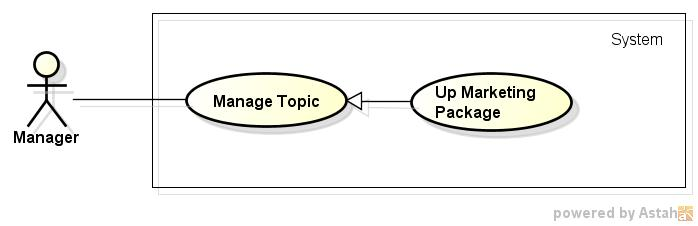 System
Manage Topic
Up Marketing
Package
Manager
powered by Astah